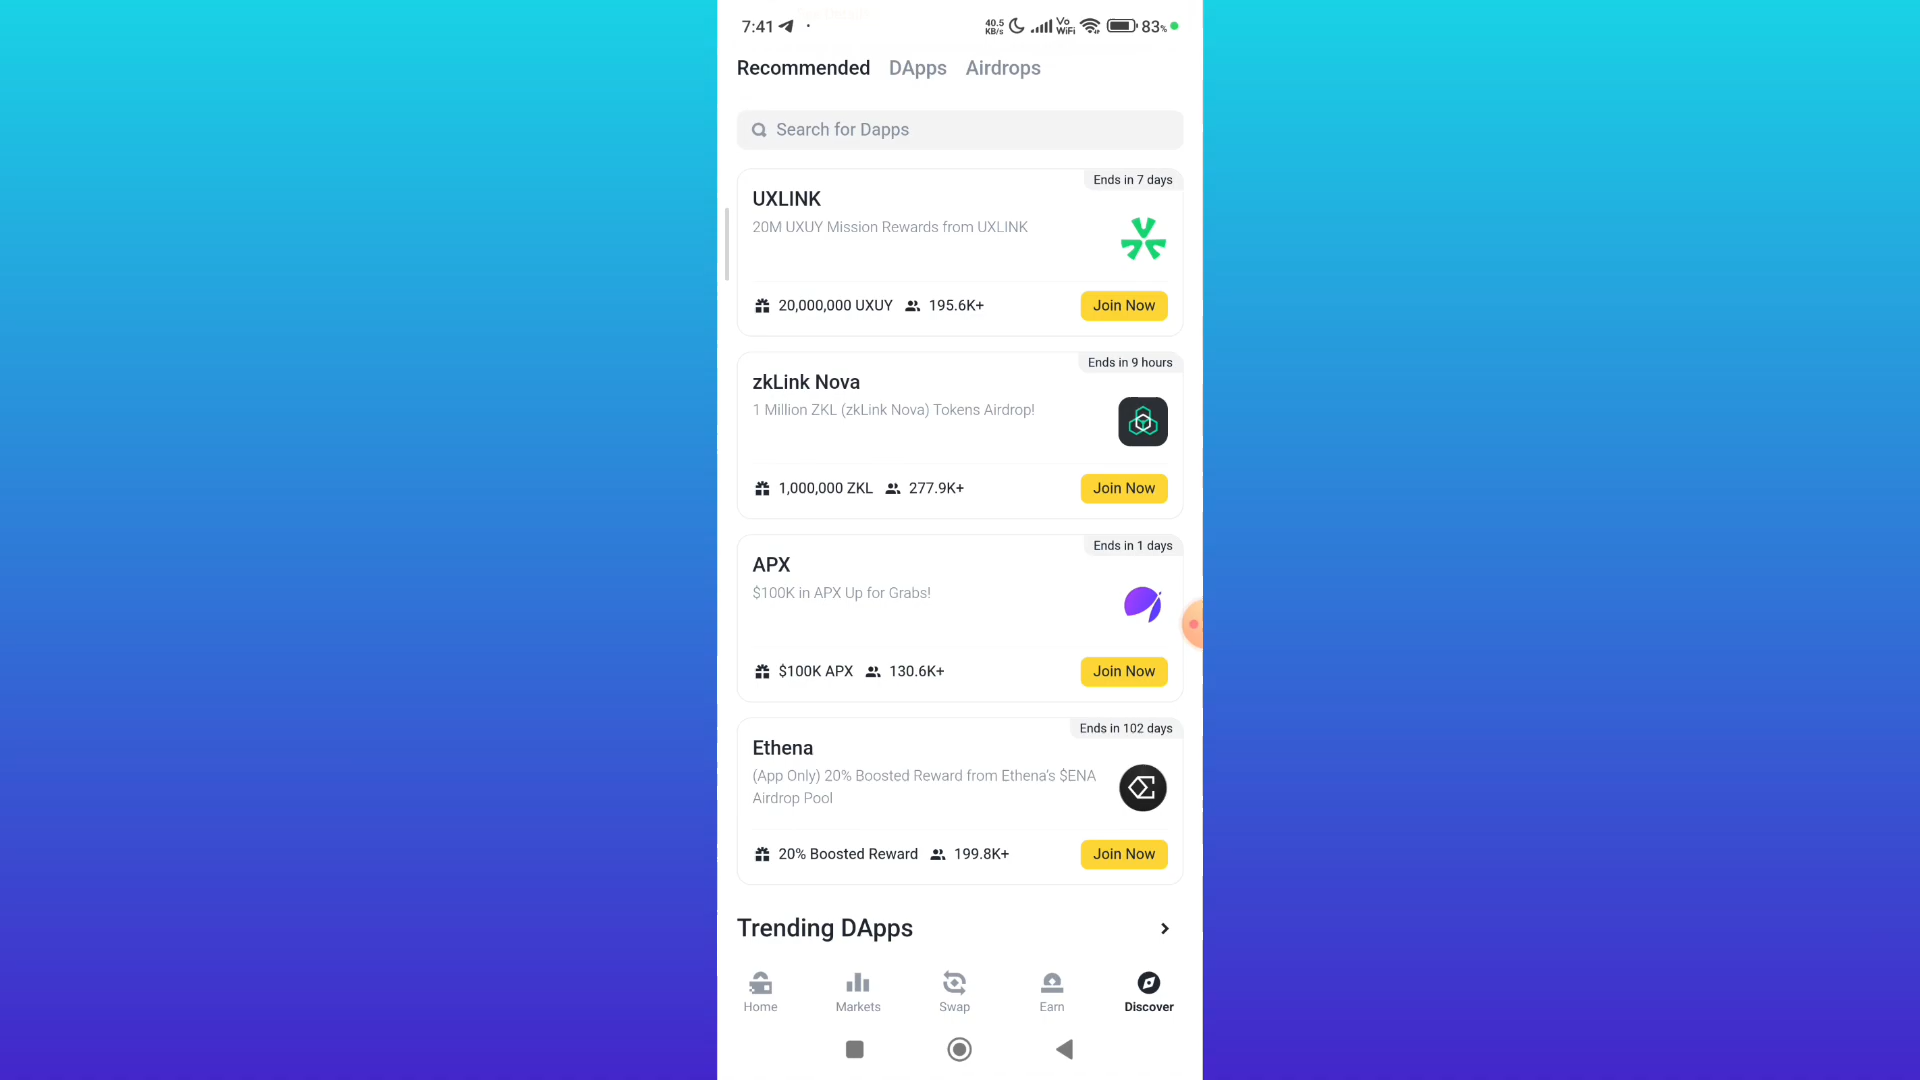 7:41
40.5 KB/s
Vo WiFi
83%
Recommended DApps Airdrops
Search for Dapps
Ends in 7 days
UXLINK
20M UXUY Mission Rewards from UXLINK
20,000,000 UXUY 195.6K+ Join Now
Ends in 9 hours
zkLink Nova
1 Million ZKL (zkLink Nova) Tokens Airdrop!
1,000,000 ZKL 277.9K+ Join Now
Ends in 1 days
APX
$100K in APX Up for Grabs!
$100K APX 130.6K+ Join Now
Ends in 102 days
Ethena
(App Only) 20% Boosted Reward from Ethena's $ENA
Airdrop Pool
20% Boosted Reward 199.8K+ Join Now
Trending DApps
Home Markets Swap Earn Discover